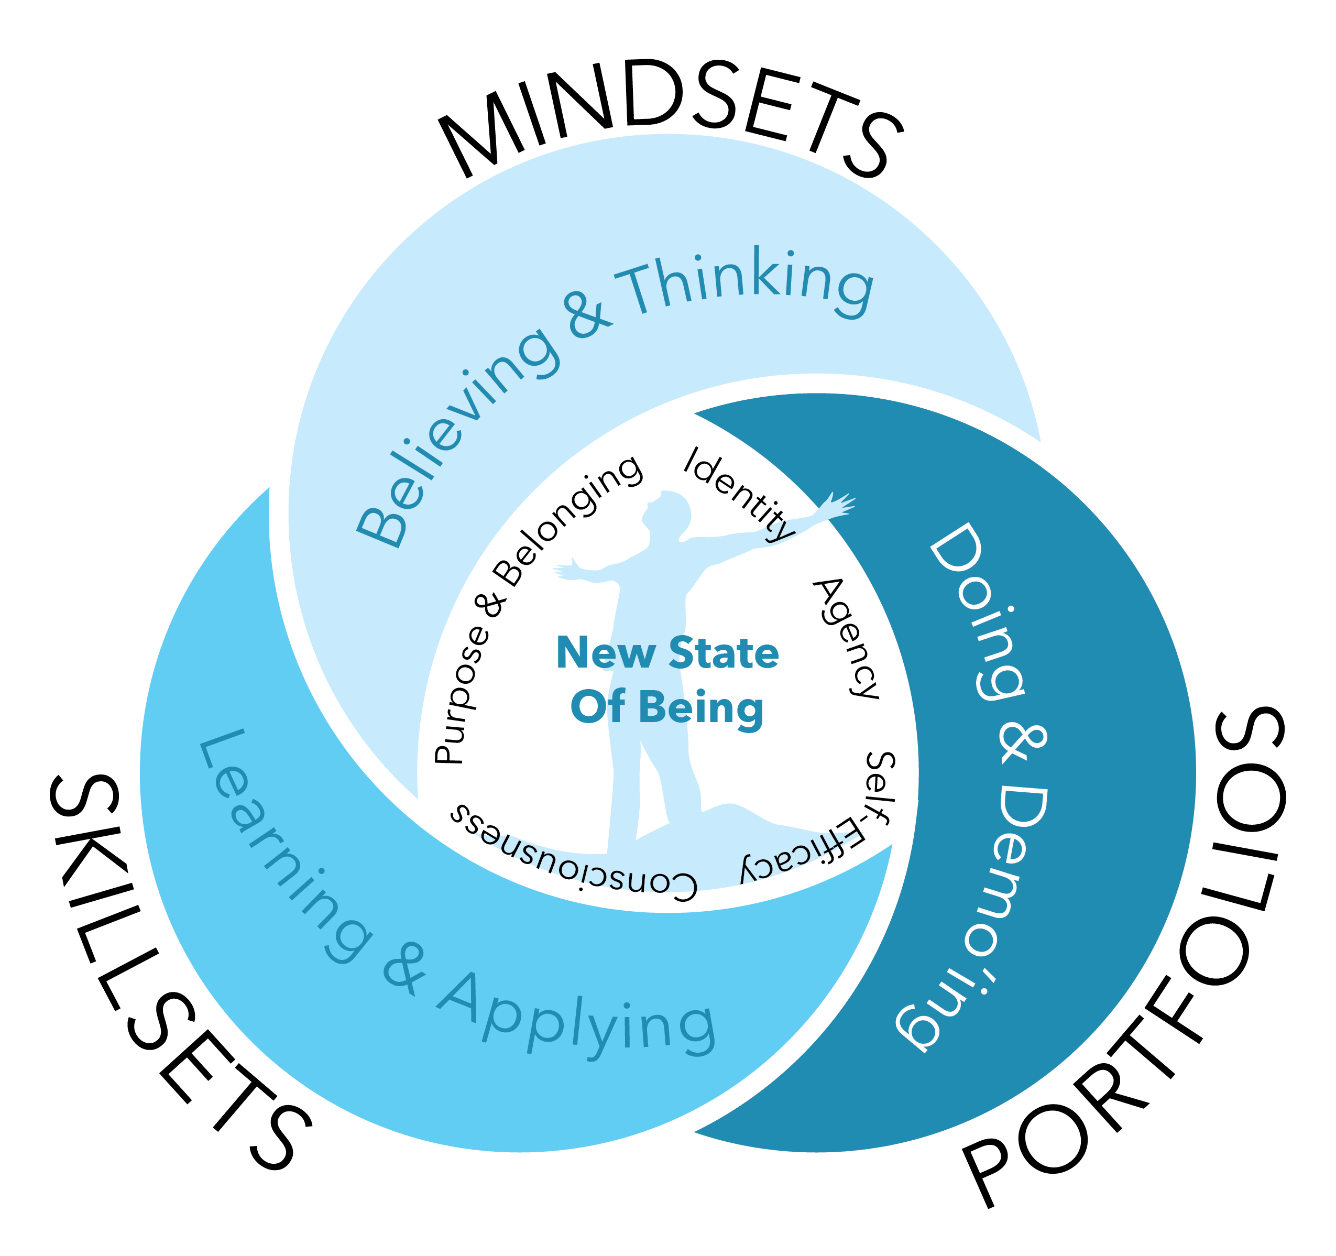 MINDSETS
Believing & Thinking
Purpose & Belonging
Identity
Agency
Self-Efficacy
Consciousness
New State
Of Being
Doing & Demo’ing
PORTFOLIOS
Learning & Applying
SKILLSETS